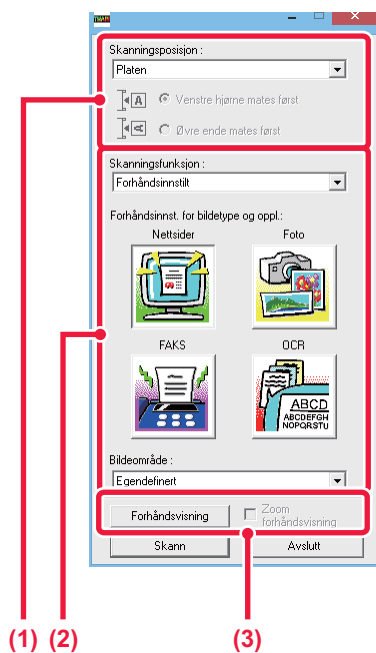 TWAIN
Skanningsposisjon :
Platen
A
Venstre hjørne mates først
A
Øvre ende mates først
Skanningsfunksjon :
Forhåndsinnstilt
Forhåndsinnst. for bildetype og oppl.:
Nettsider Foto
FAKS OCR
ABCD
ABCDEFGH
NOPQRSTU
Bildeområde :
Egendefinert
Forhåndsvisning Zoom
forhåndsvisning
Skann Avslutt
(1) (2) (3)